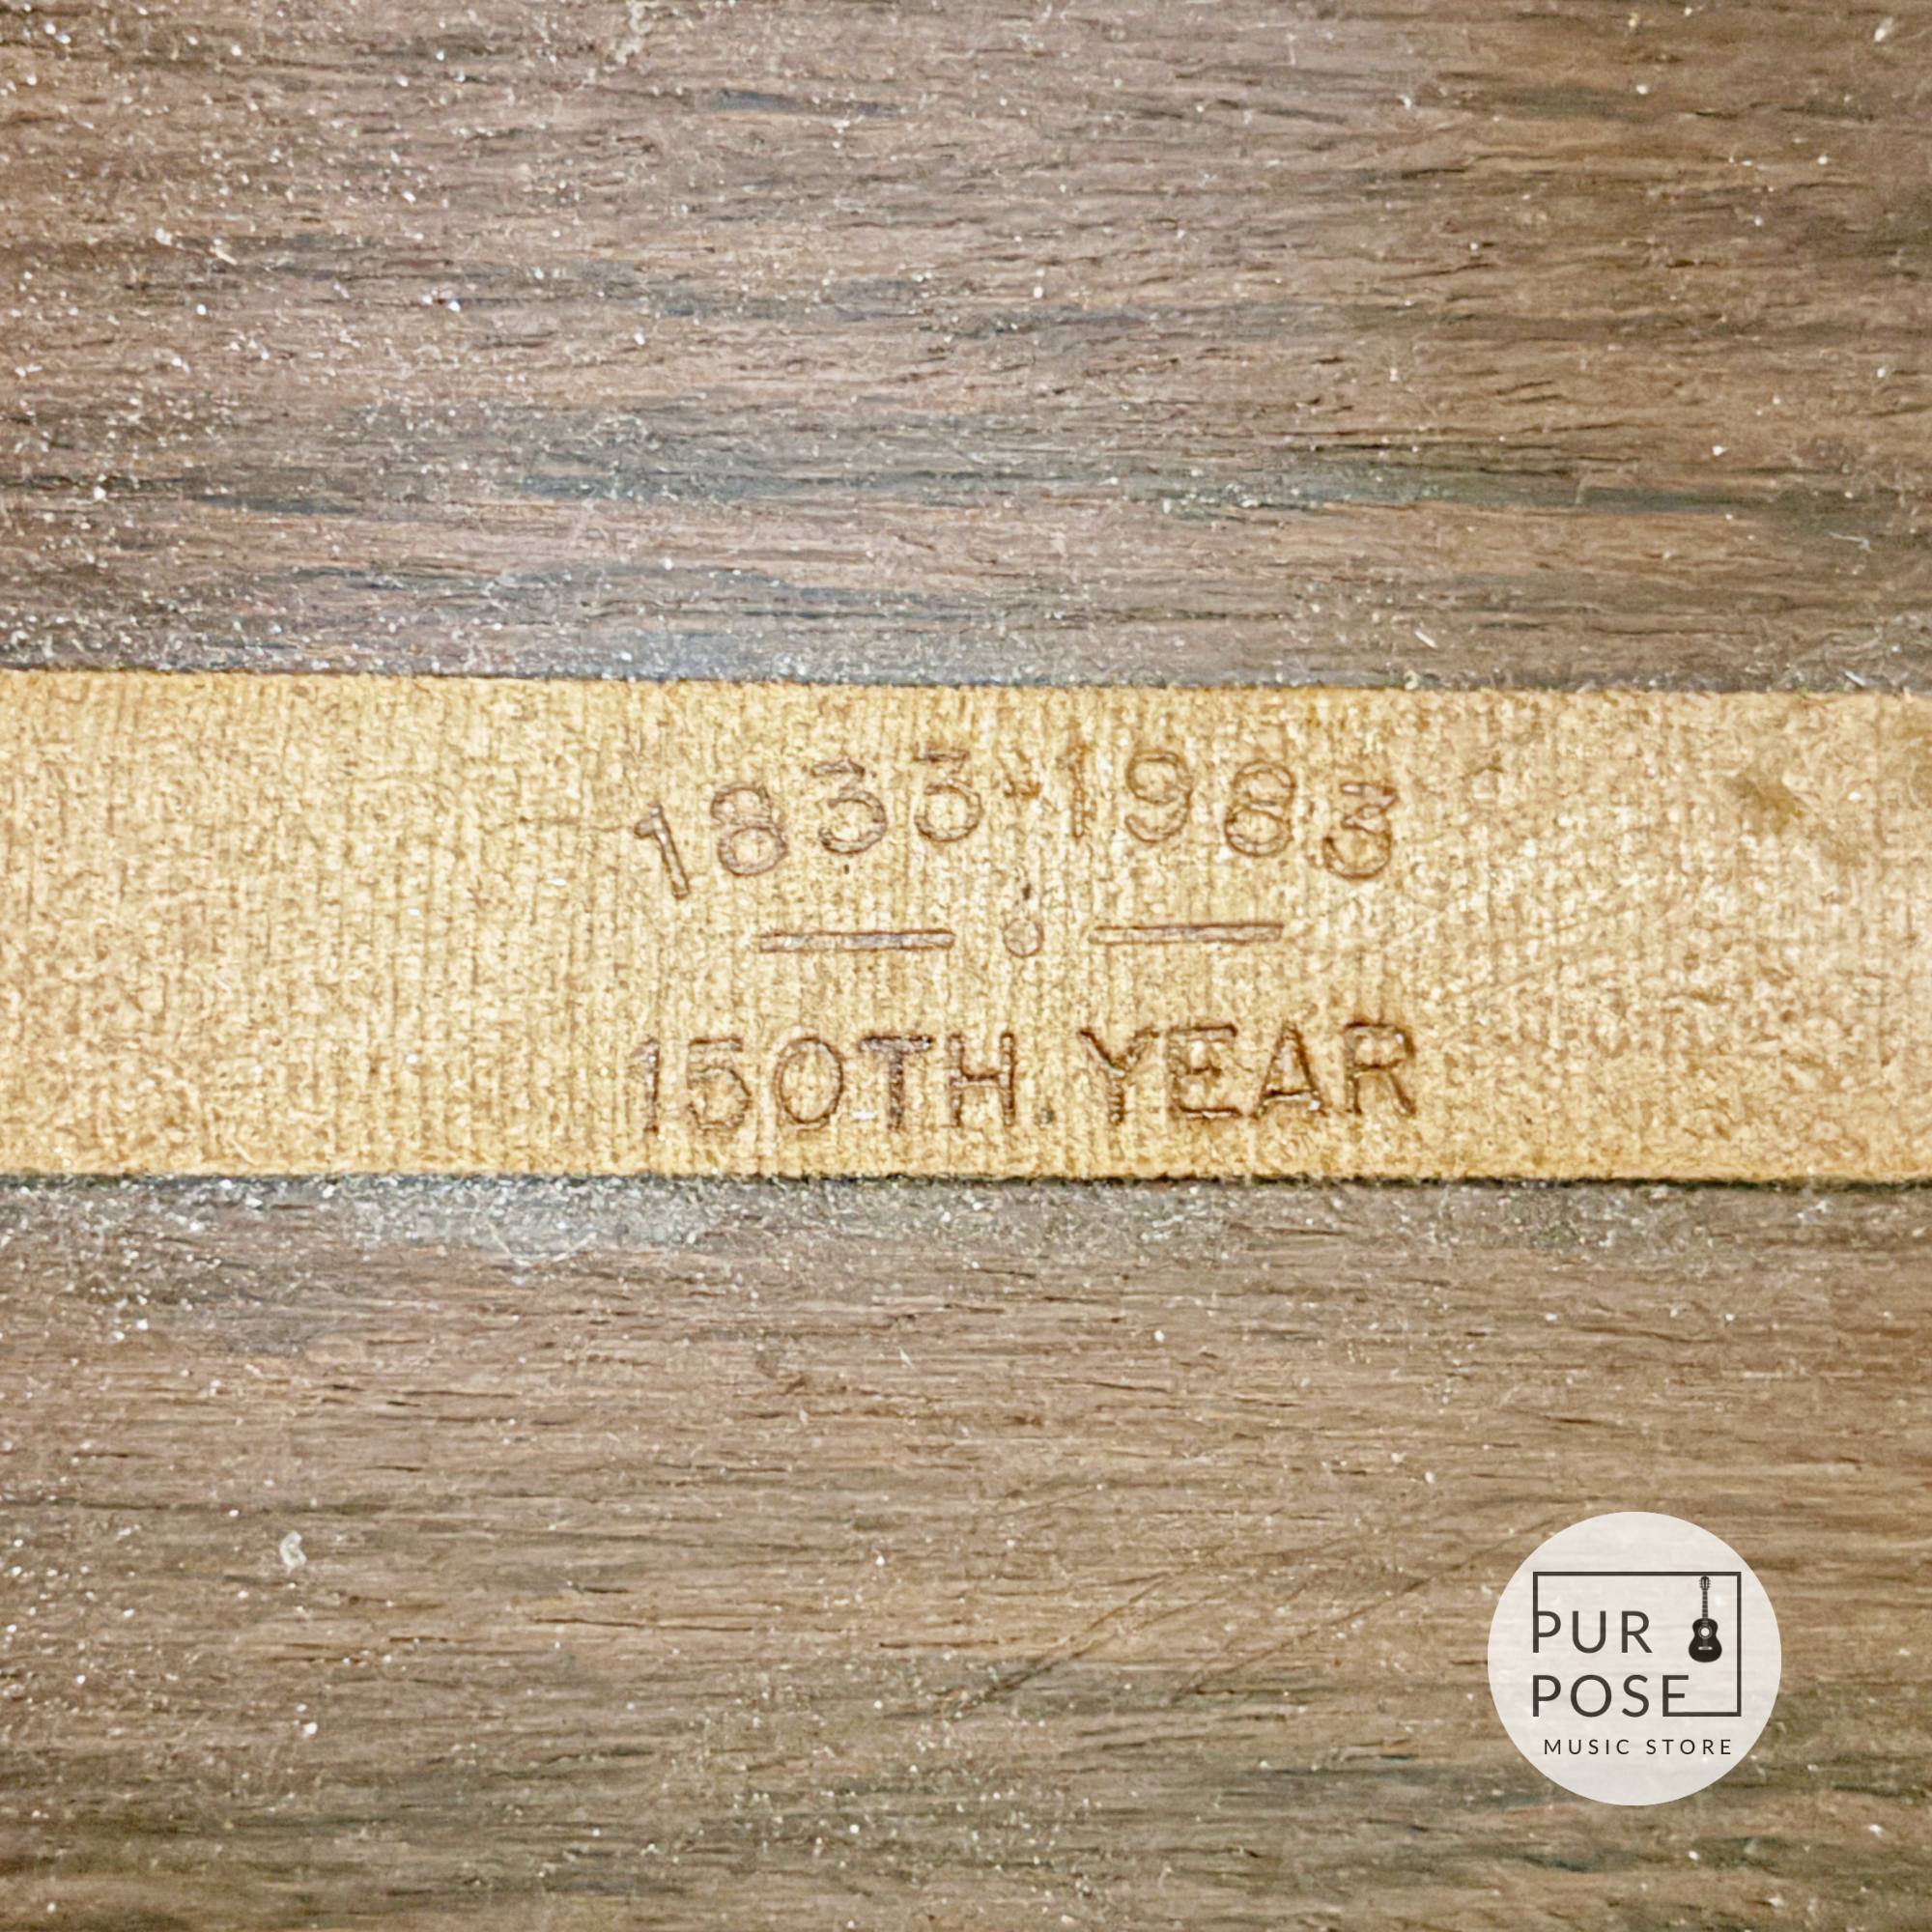 1833-1983
150TH YEAR
PUR
POSE
MUSIC STORE